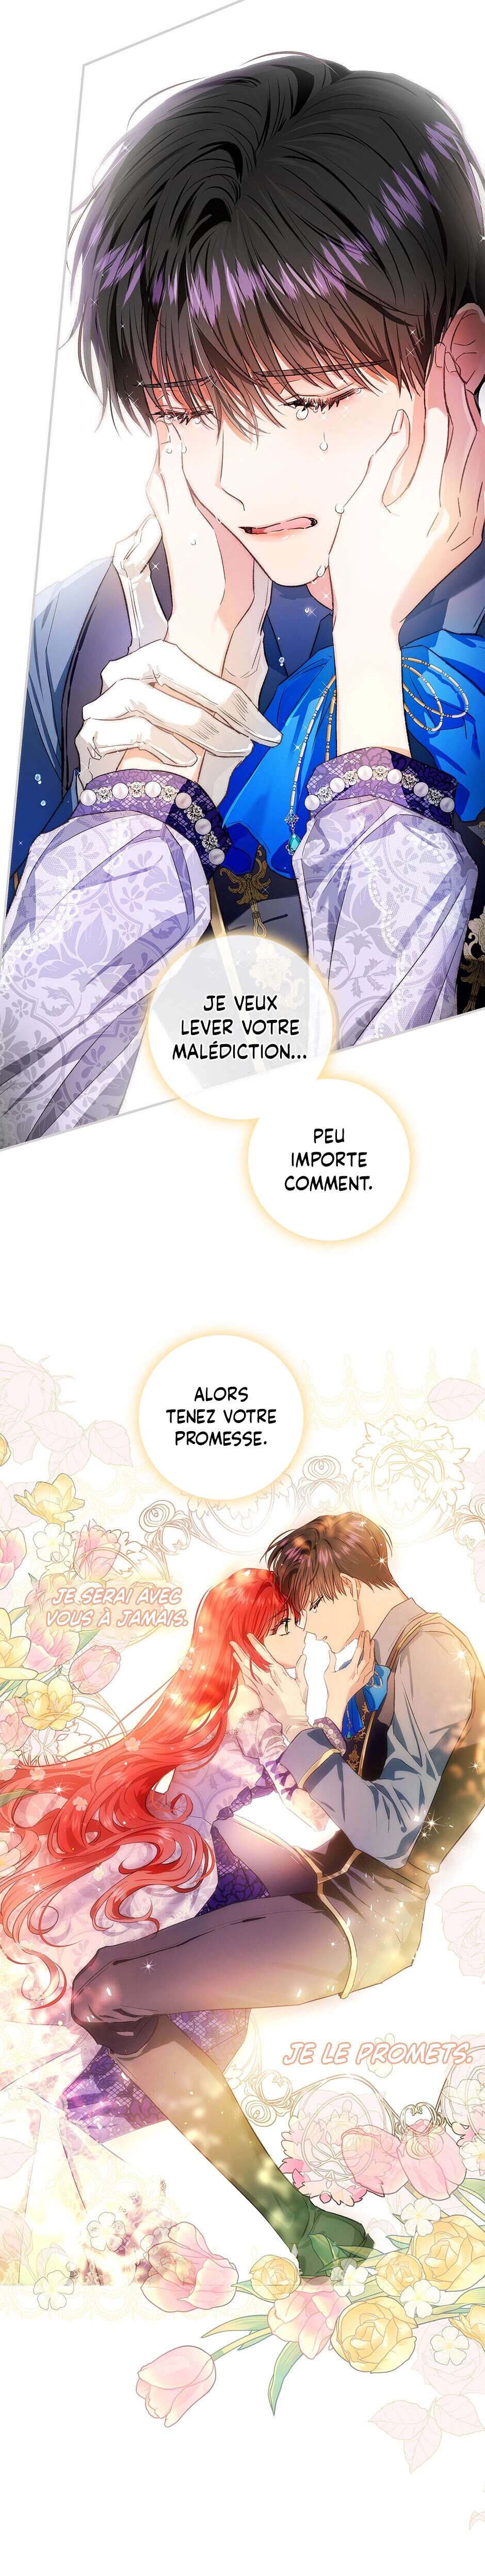 JE VEUX
LEVER VOTRE
MALÉDICTION...
PEU
IMPORTE
COMMENT.
ALORS
TENEZ VOTRE
PROMESSE.
JE SERAI AVEC
VOUS À JAMAIS.
JE LE PROMETS.